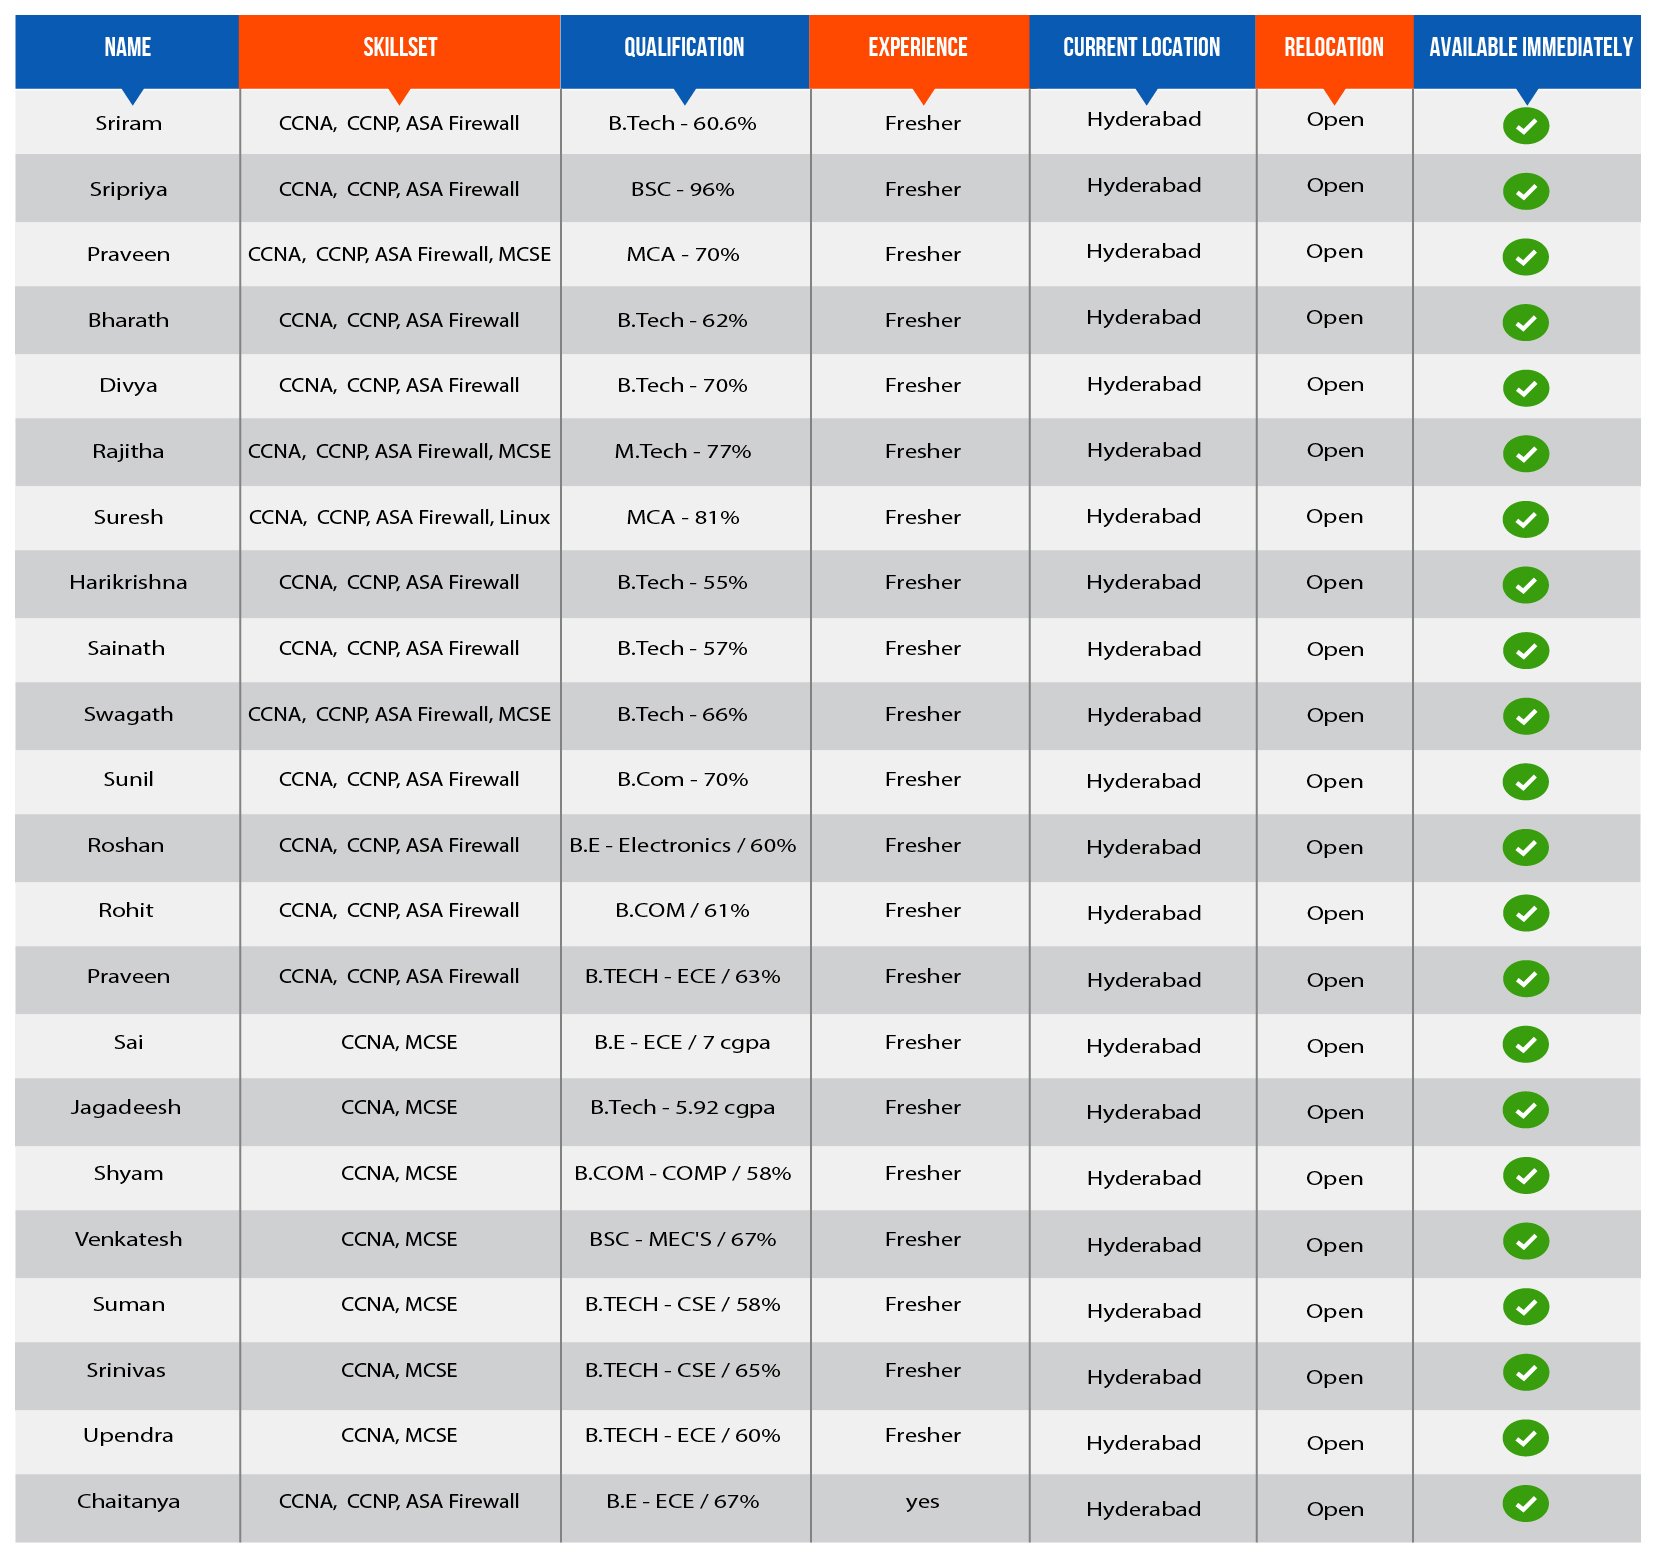 NAME SKILLSET QUALIFICATION EXPERIENCE CURRENT LOCATION RELOCATION AVAILABLE IMMEDIATELY
Sriram CCNA, CCNP, ASA Firewall B.Tech - 60.6% Fresher Hyderabad Open
Sripriya CCNA, CCNP, ASA Firewall BSC - 96% Fresher Hyderabad Open
Praveen CCNA, CCNP, ASA Firewall, MCSE MCA - 70% Fresher Hyderabad Open
Bharath CCNA, CCNP, ASA Firewall B.Tech - 62% Fresher Hyderabad Open
Divya CCNA, CCNP, ASA Firewall B.Tech - 70% Fresher Hyderabad Open
Rajitha CCNA, CCNP, ASA Firewall, MCSE M.Tech - 77% Fresher Hyderabad Open
Suresh CCNA, CCNP, ASA Firewall, Linux MCA - 81% Fresher Hyderabad Open
Harikrishna CCNA, CCNP, ASA Firewall B.Tech - 55% Fresher Hyderabad Open
Sainath CCNA, CCNP, ASA Firewall B.Tech - 57% Fresher Hyderabad Open
Swagath CCNA, CCNP, ASA Firewall, MCSE B.Tech - 66% Fresher Hyderabad Open
Sunil CCNA, CCNP, ASA Firewall B.Com - 70% Fresher Hyderabad Open
Roshan CCNA, CCNP, ASA Firewall B.E - Electronics / 60% Fresher Hyderabad Open
Rohit CCNA, CCNP, ASA Firewall B.COM / 61% Fresher Hyderabad Open
Praveen CCNA, CCNP, ASA Firewall B.TECH - ECE / 63% Fresher Hyderabad Open
Sai CCNA, MCSE B.E - ECE / 7 cgpa Fresher Hyderabad Open
Jagadeesh CCNA, MCSE B.Tech - 5.92 cgpa Fresher Hyderabad Open
Shyam CCNA, MCSE B.COM - COMP / 58% Fresher Hyderabad Open
Venkatesh CCNA, MCSE BSC - MEC'S / 67% Fresher Hyderabad Open
Suman CCNA, MCSE B.TECH - CSE / 58% Fresher Hyderabad Open
Srinivas CCNA, MCSE B.TECH - CSE / 65% Fresher Hyderabad Open
Upendra CCNA, MCSE B.TECH - ECE / 60% Fresher Hyderabad Open
Chaitanya CCNA, CCNP, ASA Firewall B.E - ECE / 67% yes Hyderabad Open